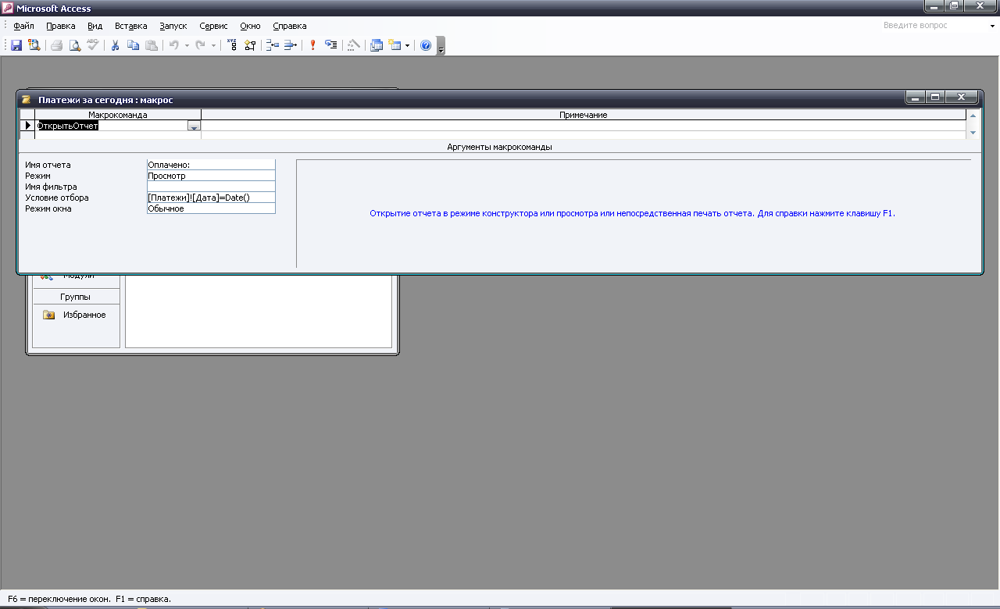 Microsoft Access
Файл Правка Вид Вставка Запуск Сервис Окно Справка Введите вопрос
Платежи за сегодня : макрос
Макрокоманда Примечание
ОткрытьОтчет
Аргументы макрокоманды
Имя отчета Оплачено:
Режим Просмотр
Имя фильтра
Условие отбора [Платежи]![Дата]=Date()
Режим окна Обычное
Открытие отчета в режиме конструктора или просмотра или непосредственная печать отчета. Для справки нажмите клавишу F1.
Модули
Группы
Избранное
F6 = переключение окон. F1 = справка.